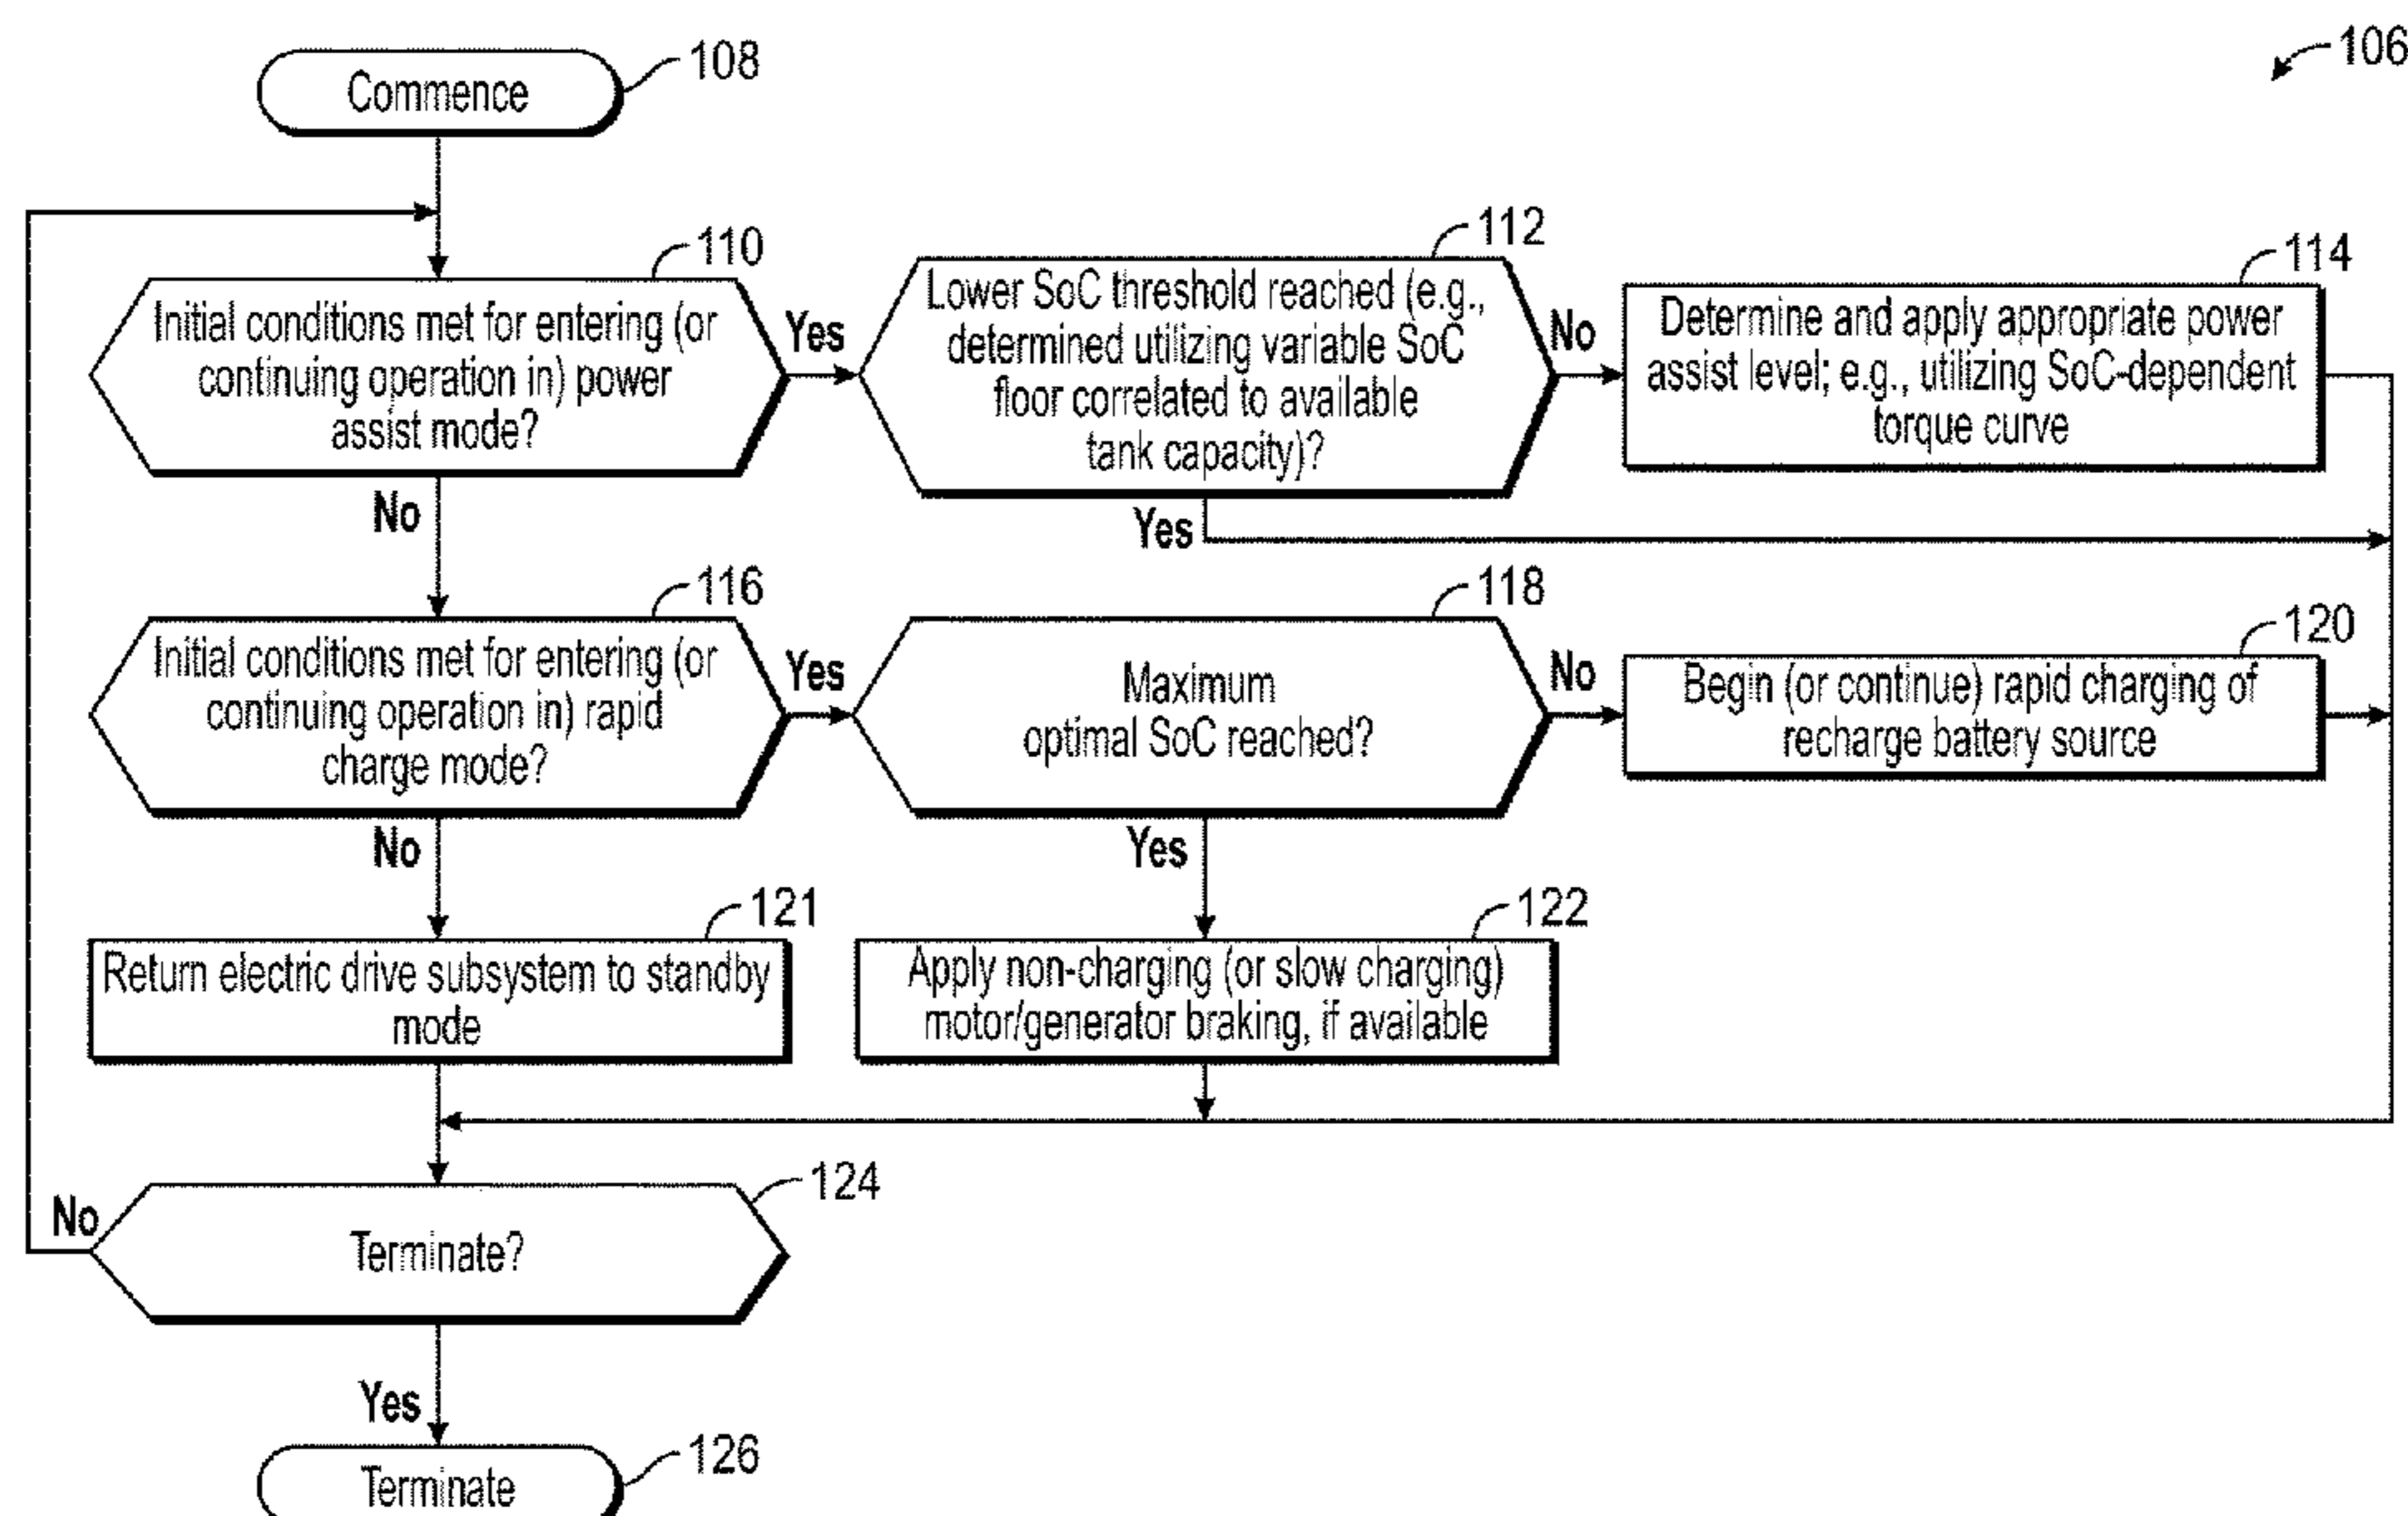 106
108
Commence
110
Initial conditions met for entering (or
continuing operation in) power
assist mode?
Yes
No
112
Lower SoC threshold reached (e.g.,
determined utilizing variable SoC
floor correlated to available
tank capacity)?
No
Yes
114
Determine and apply appropriate power
assist level; e.g., utilizing SoC-dependent
torque curve
116
Initial conditions met for entering (or
continuing operation in) rapid
charge mode?
Yes
No
118
Maximum
optimal SoC reached?
No
Yes
120
Begin (or continue) rapid charging of
recharge battery source
121
Return electric drive subsystem to standby
mode
122
Apply non-charging (or slow charging)
motor/generator braking, if available
124
Terminate?
No
Yes
126
Terminate